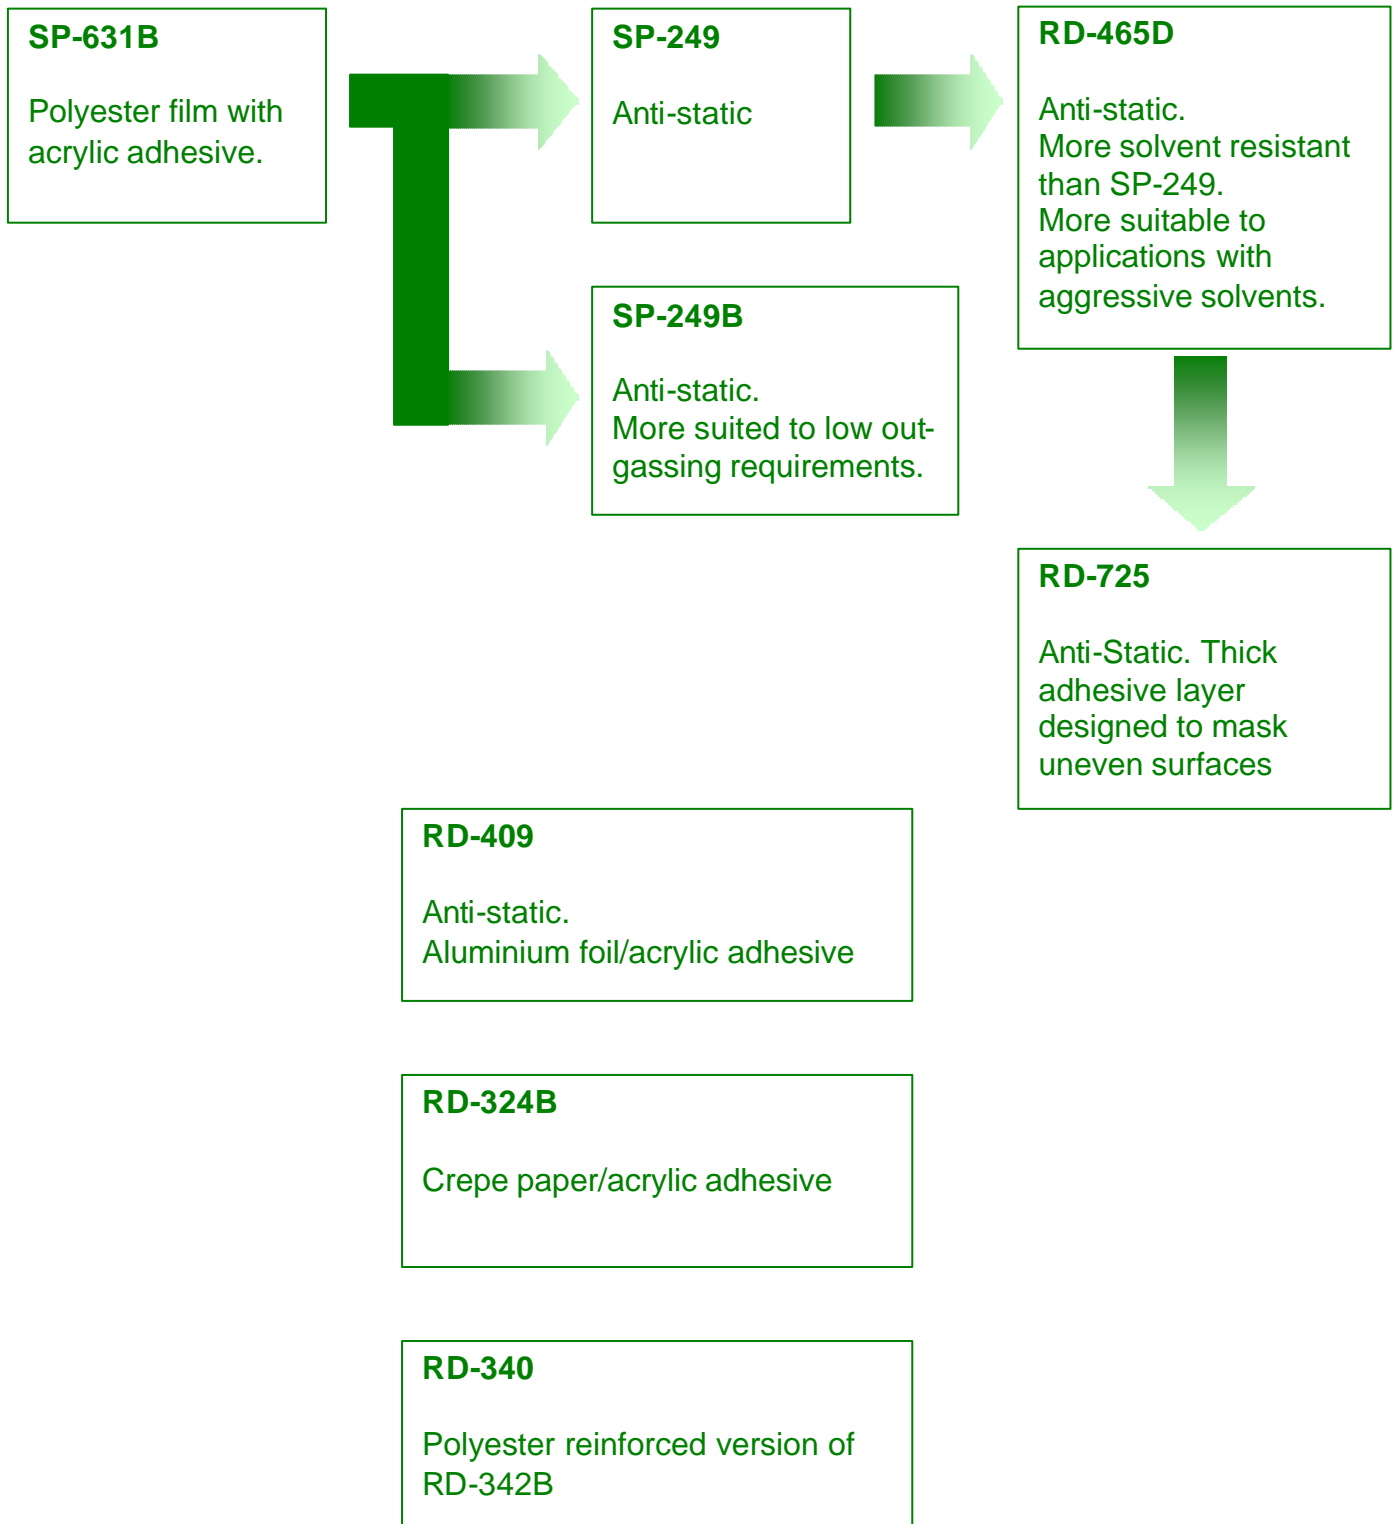 SP-631B
Polyester film with
acrylic adhesive.
SP-249
Anti-static
RD-465D
Anti-static.
More solvent resistant
than SP-249.
More suitable to
applications with
aggressive solvents.
SP-249B
Anti-static.
More suited to low out-
gassing requirements.
RD-725
Anti-Static. Thick
adhesive layer
designed to mask
uneven surfaces
RD-409
Anti-static.
Aluminium foil/acrylic adhesive
RD-324B
Crepe paper/acrylic adhesive
RD-340
Polyester reinforced version of
RD-342B